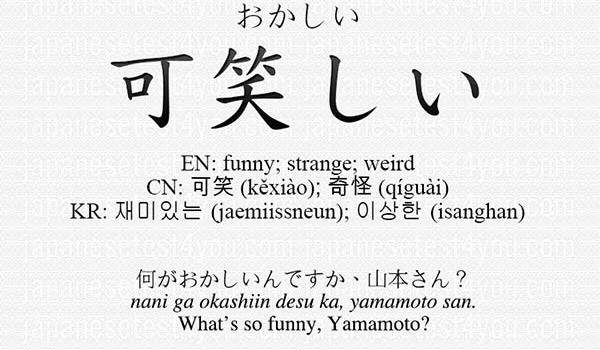 おかしい
可笑しい
EN: funny; strange; weird
CN: 可笑 (kěxiào); 奇怪 (qíguài)
KR: 재미있는 (jaemiissneun); 이상한 (isanghan)
何がおかしいんですか、山本さん？
nani ga okashiin desu ka, yamamoto san.
What's so funny, Yamamoto?
japanesetest4you.com